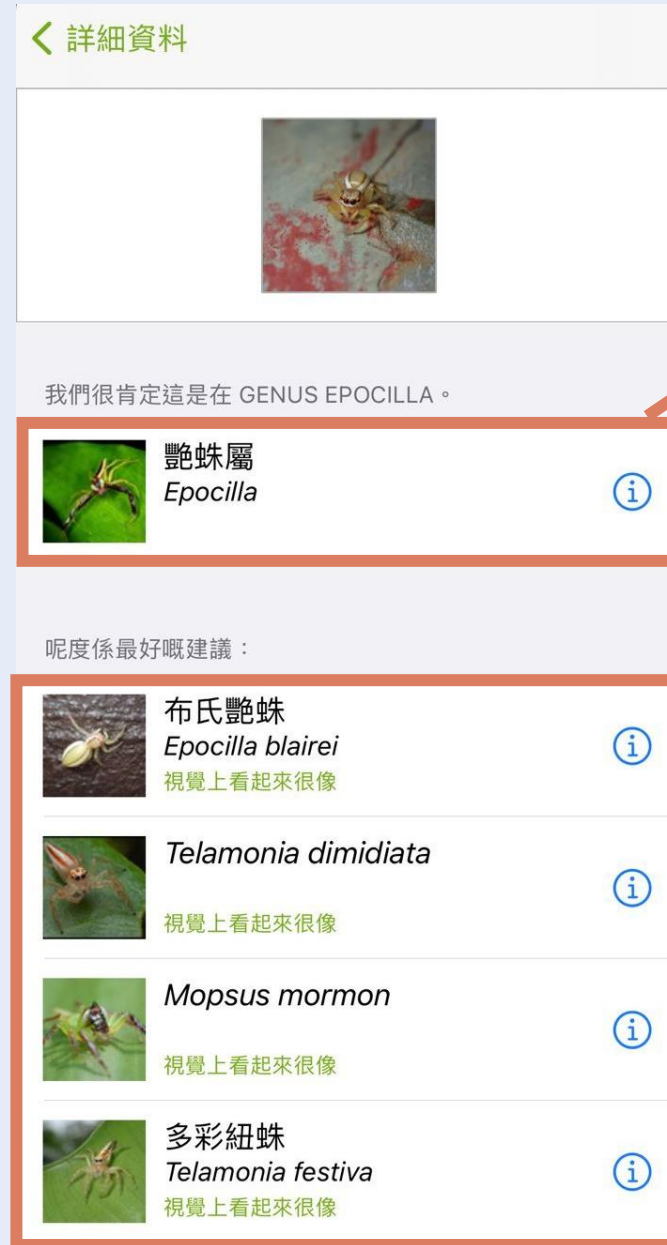 詳細資料
我們很肯定這是在 GENUS EPOCILLA。
艷蛛屬
Epocilla
呢度係最好嘅建議：
布氏艷蛛
Epocilla blairei
視覺上看起來很像
Telamonia dimidiata
視覺上看起來很像
Mopsus mormon
視覺上看起來很像
多彩紐蛛
Telamonia festiva
視覺上看起來很像